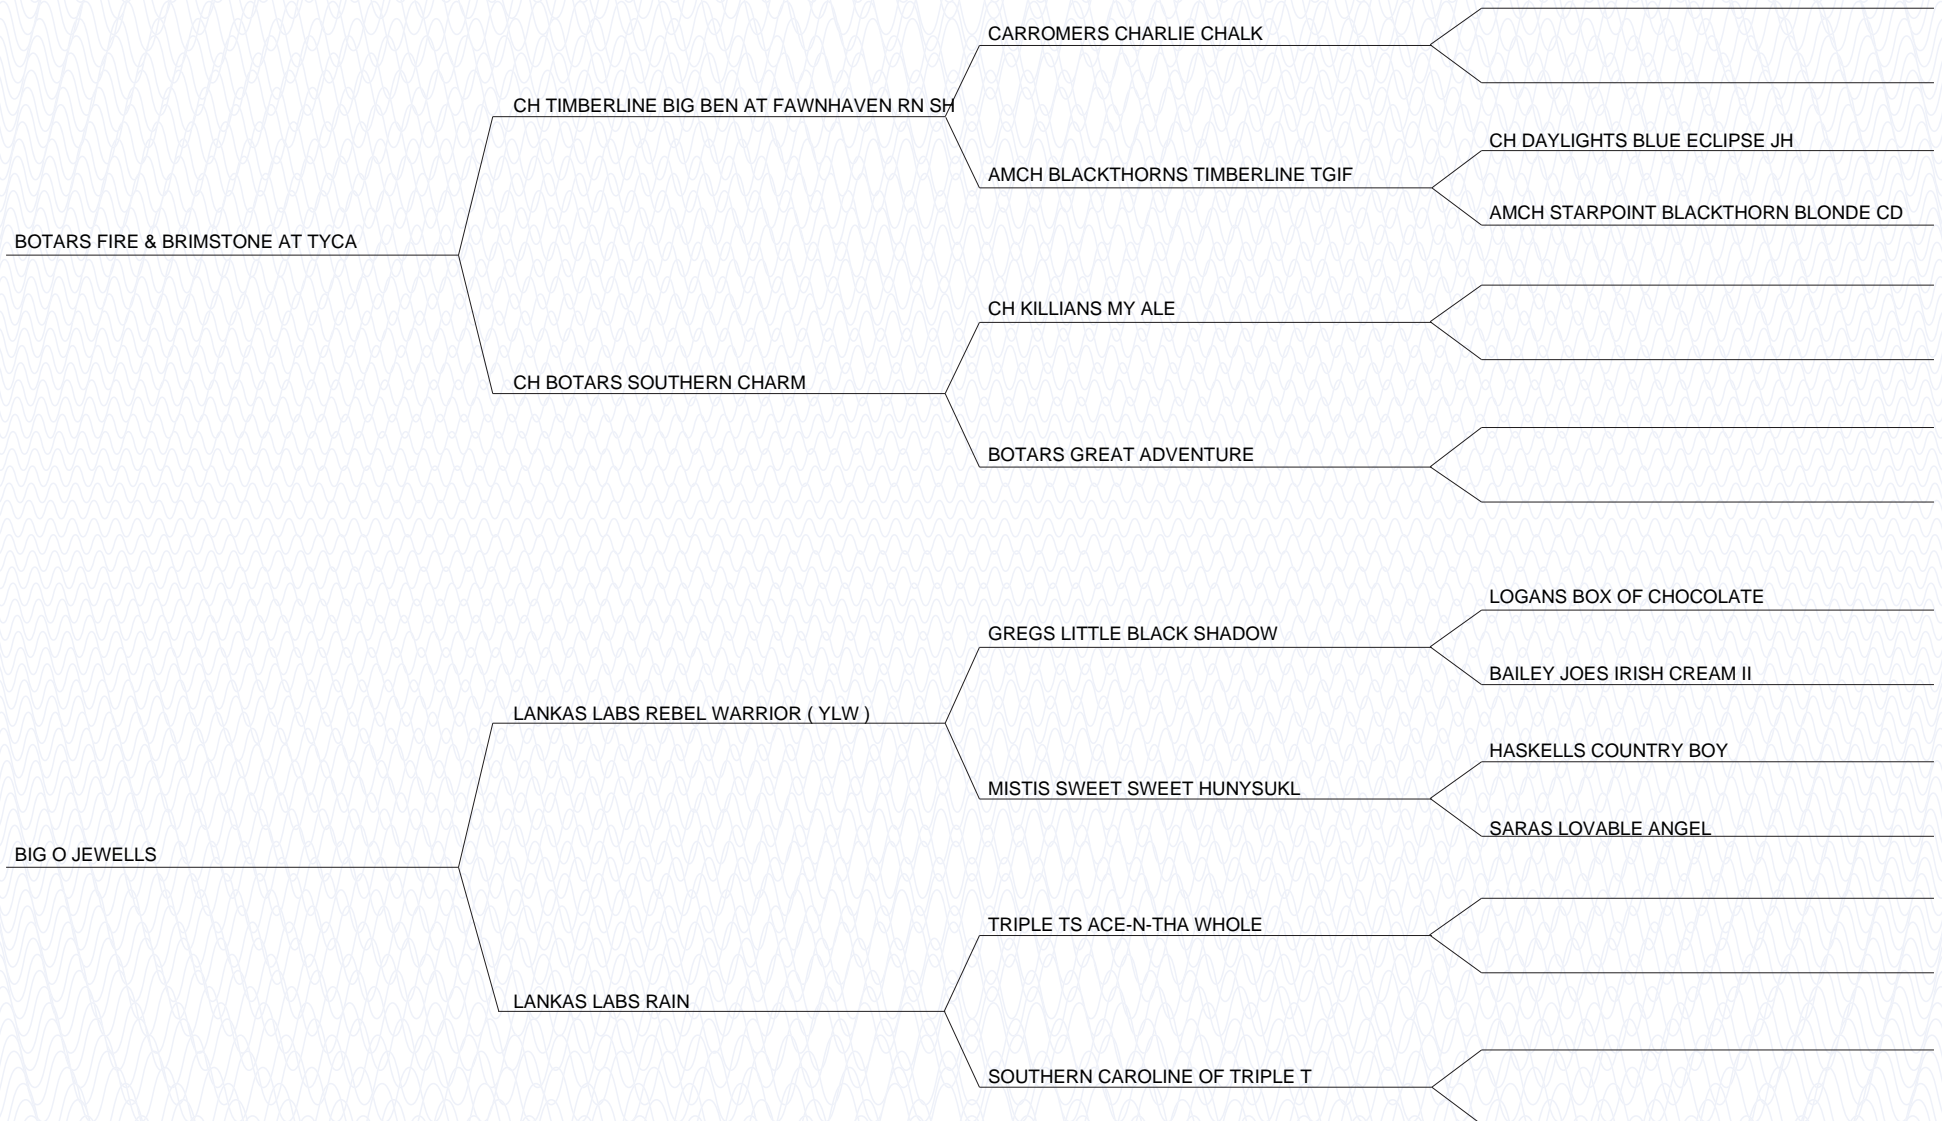 CARROMERS CHARLIE CHALK
CH TIMBERLINE BIG BEN AT FAWNHAVEN RN SH
CH DAYLIGHTS BLUE ECLIPSE JH
AMCH BLACKTHORNS TIMBERLINE TGIF
AMCH STARPOINT BLACKTHORN BLONDE CD
BOTARS FIRE & BRIMSTONE AT TYCA
CH KILLIANS MY ALE
CH BOTARS SOUTHERN CHARM
BOTARS GREAT ADVENTURE
LOGANS BOX OF CHOCOLATE
GREGS LITTLE BLACK SHADOW
BAILEY JOES IRISH CREAM II
LANKAS LABS REBEL WARRIOR ( YLW )
HASKELLS COUNTRY BOY
MISTIS SWEET SWEET HUNYSUKL
SARAS LOVABLE ANGEL
BIG O JEWELLS
TRIPLE TS ACE-N-THA WHOLE
LANKAS LABS RAIN
SOUTHERN CAROLINE OF TRIPLE T